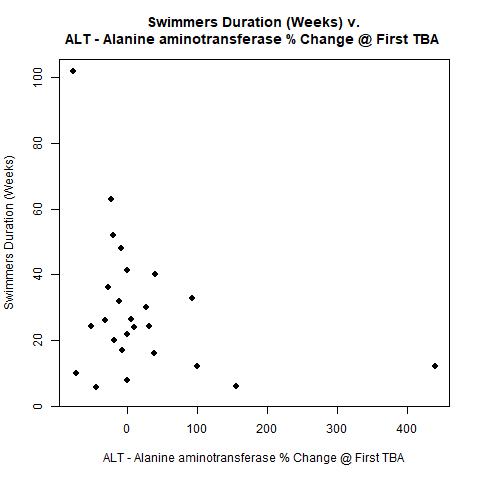 Swimmers Duration (Weeks) v.
ALT - Alanine aminotransferase % Change @ First TBA
Swimmers Duration (Weeks)
100
80
60
40
20
0
0 100 200 300 400
ALT - Alanine aminotransferase % Change @ First TBA